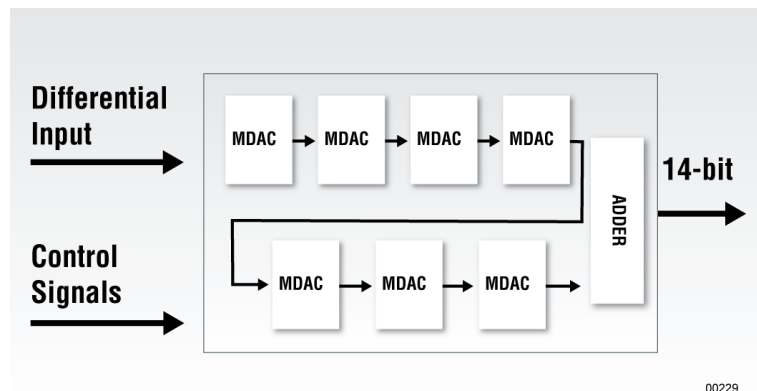 Differential
Input
MDAC
MDAC
MDAC
MDAC
ADDER
14-bit
Control
Signals
MDAC
MDAC
MDAC
00229